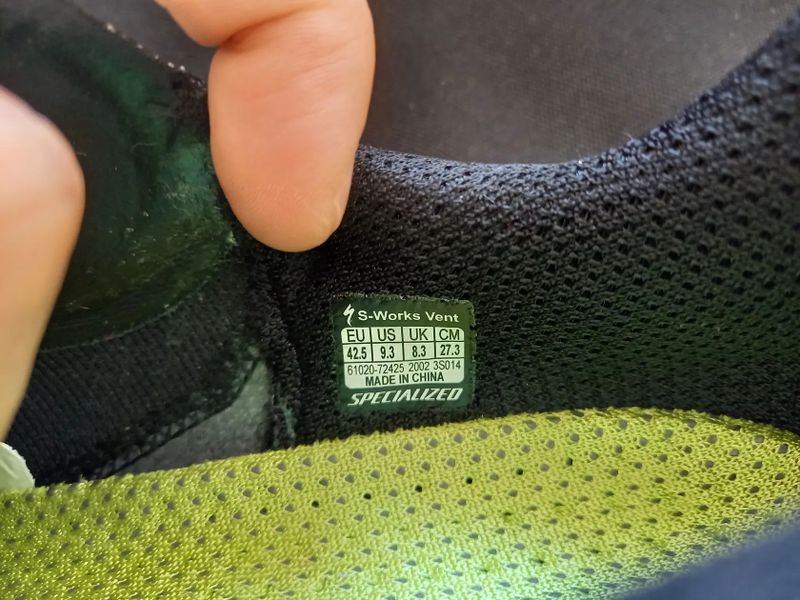 S-Works Vent
EU US UK CM
42.5 9.3 8.3 27.3
61020-72425 2002 3S014
MADE IN CHINA
SPECIALIZED